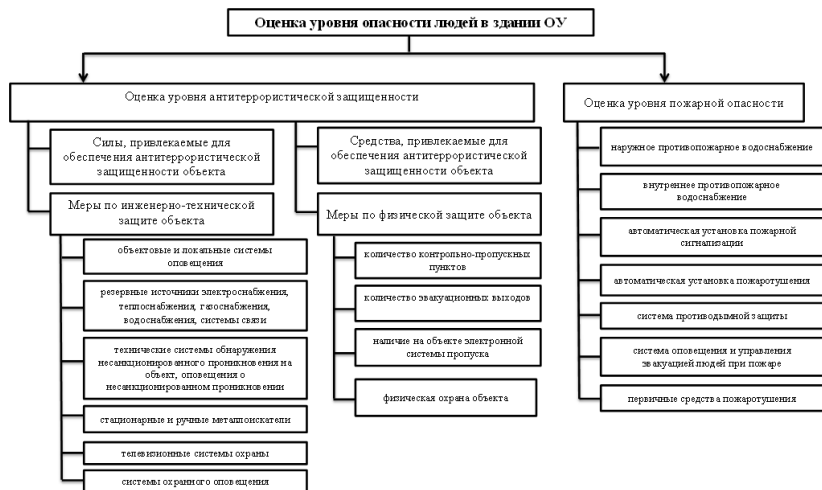 Оценка уровня опасности людей в здании ОУ
Оценка уровня антитеррористической защищенности
Силы, привлекаемые для
обеспечения антитеррористической
защищенности объекта
Меры по инженерно-технической
защите объекта
объектовые и локальные системы
оповещения
резервные источники электроснабжения,
теплоснабжения, газоснабжения,
водоснабжения, системы связи
технические системы обнаружения
несанкционированного проникновения на
объект, оповещения о
несанкционированном проникновении
стационарные и ручные металлоискатели
телевизионные системы охраны
системы охранного оповещения
Средства, привлекаемые для
обеспечения антитеррористической
защищенности объекта
Меры по физической защите объекта
количество контрольно-пропускных
пунктов
количество эвакуационных выходов
наличие на объекте электронной
системы пропуска
физическая охрана объекта
Оценка уровня пожарной опасности
наружное противопожарное водоснабжение
внутреннее противопожарное
водоснабжение
автоматическая установка пожарной
сигнализации
автоматическая установка пожаротушения
система противодымной защиты
система оповещения и управления
эвакуацией людей при пожаре
первичные средства пожаротушения